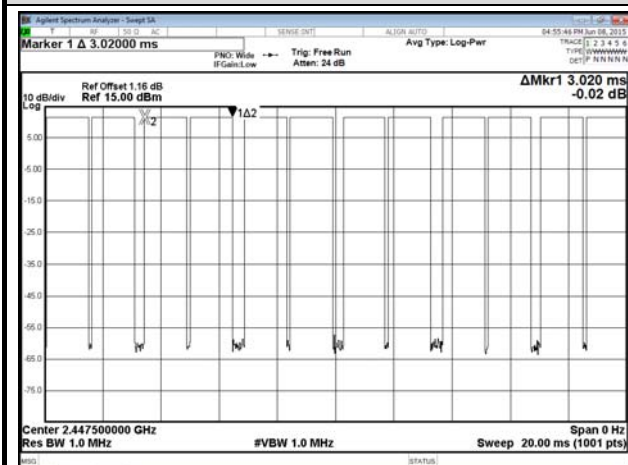 Agilent Spectrum Analyzer - Swept SA
T RF 50 Ω AC SENSE:INT ALIGN AUTO 04:55:46 PM Jun 08, 2015
Marker 1 Δ 3.02000 ms
PNO: Wide Trig: Free Run Avg Type: Log-Pwr TRACE 1 2 3 4 5 6
IFGain:Low Atten: 24 dB TYPE WWWWWW
DET P NNNNN
Ref Offset 1.16 dB ΔMkr1 3.020 ms
10 dB/div Ref 15.00 dBm -0.02 dB
Log
X2 1Δ2
5.00
-5.00
-15.0
-25.0
-35.0
-45.0
-55.0
-65.0
-75.0
Center 2.447500000 GHz Span 0 Hz
Res BW 1.0 MHz #VBW 1.0 MHz Sweep 20.00 ms (1001 pts)
MSG STATUS